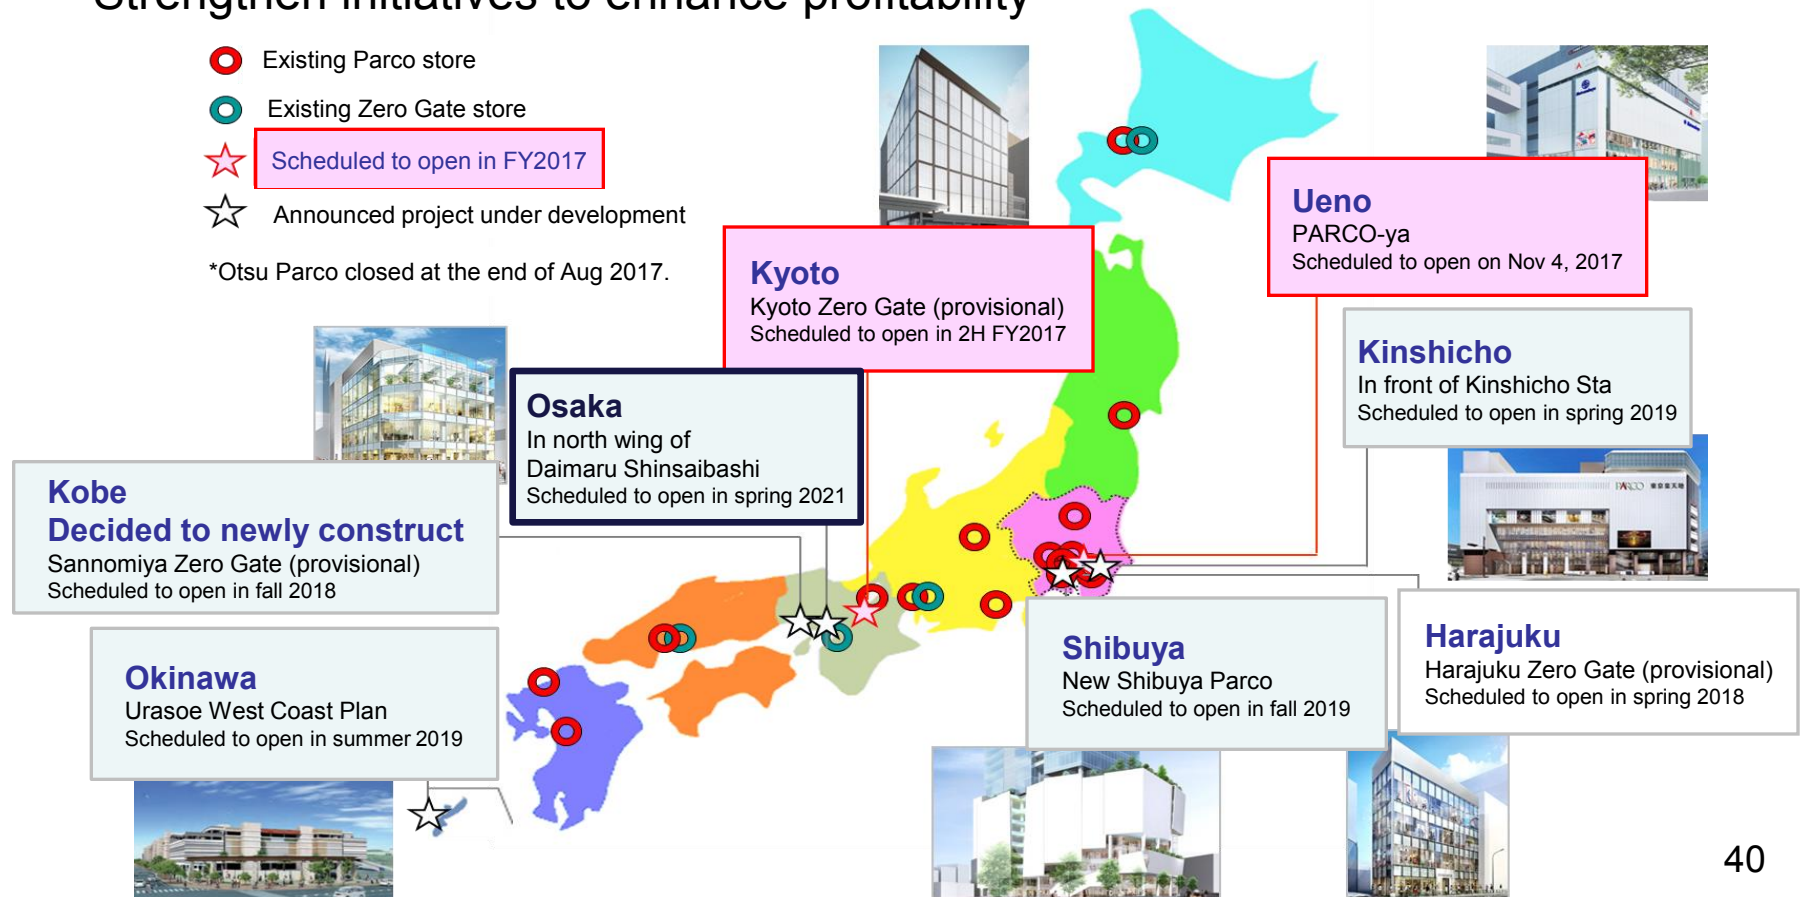 Strengthen initiatives to enhance profitability
Existing Parco store
Existing Zero Gate store
Scheduled to open in FY2017
Announced project under development
*Otsu Parco closed at the end of Aug 2017.
Ueno
PARCO-ya
Scheduled to open on Nov 4, 2017
Kyoto
Kyoto Zero Gate (provisional)
Scheduled to open in 2H FY2017
Kinshicho
In front of Kinshicho Sta
Scheduled to open in spring 2019
PARCO
Osaka
In north wing of
Daimaru Shinsaibashi
Scheduled to open in spring 2021
Kobe
Decided to newly construct
Sannomiya Zero Gate (provisional)
Scheduled to open in fall 2018
Okinawa
Urasoe West Coast Plan
Scheduled to open in summer 2019
Shibuya
New Shibuya Parco
Scheduled to open in fall 2019
Harajuku
Harajuku Zero Gate (provisional)
Scheduled to open in spring 2018
40